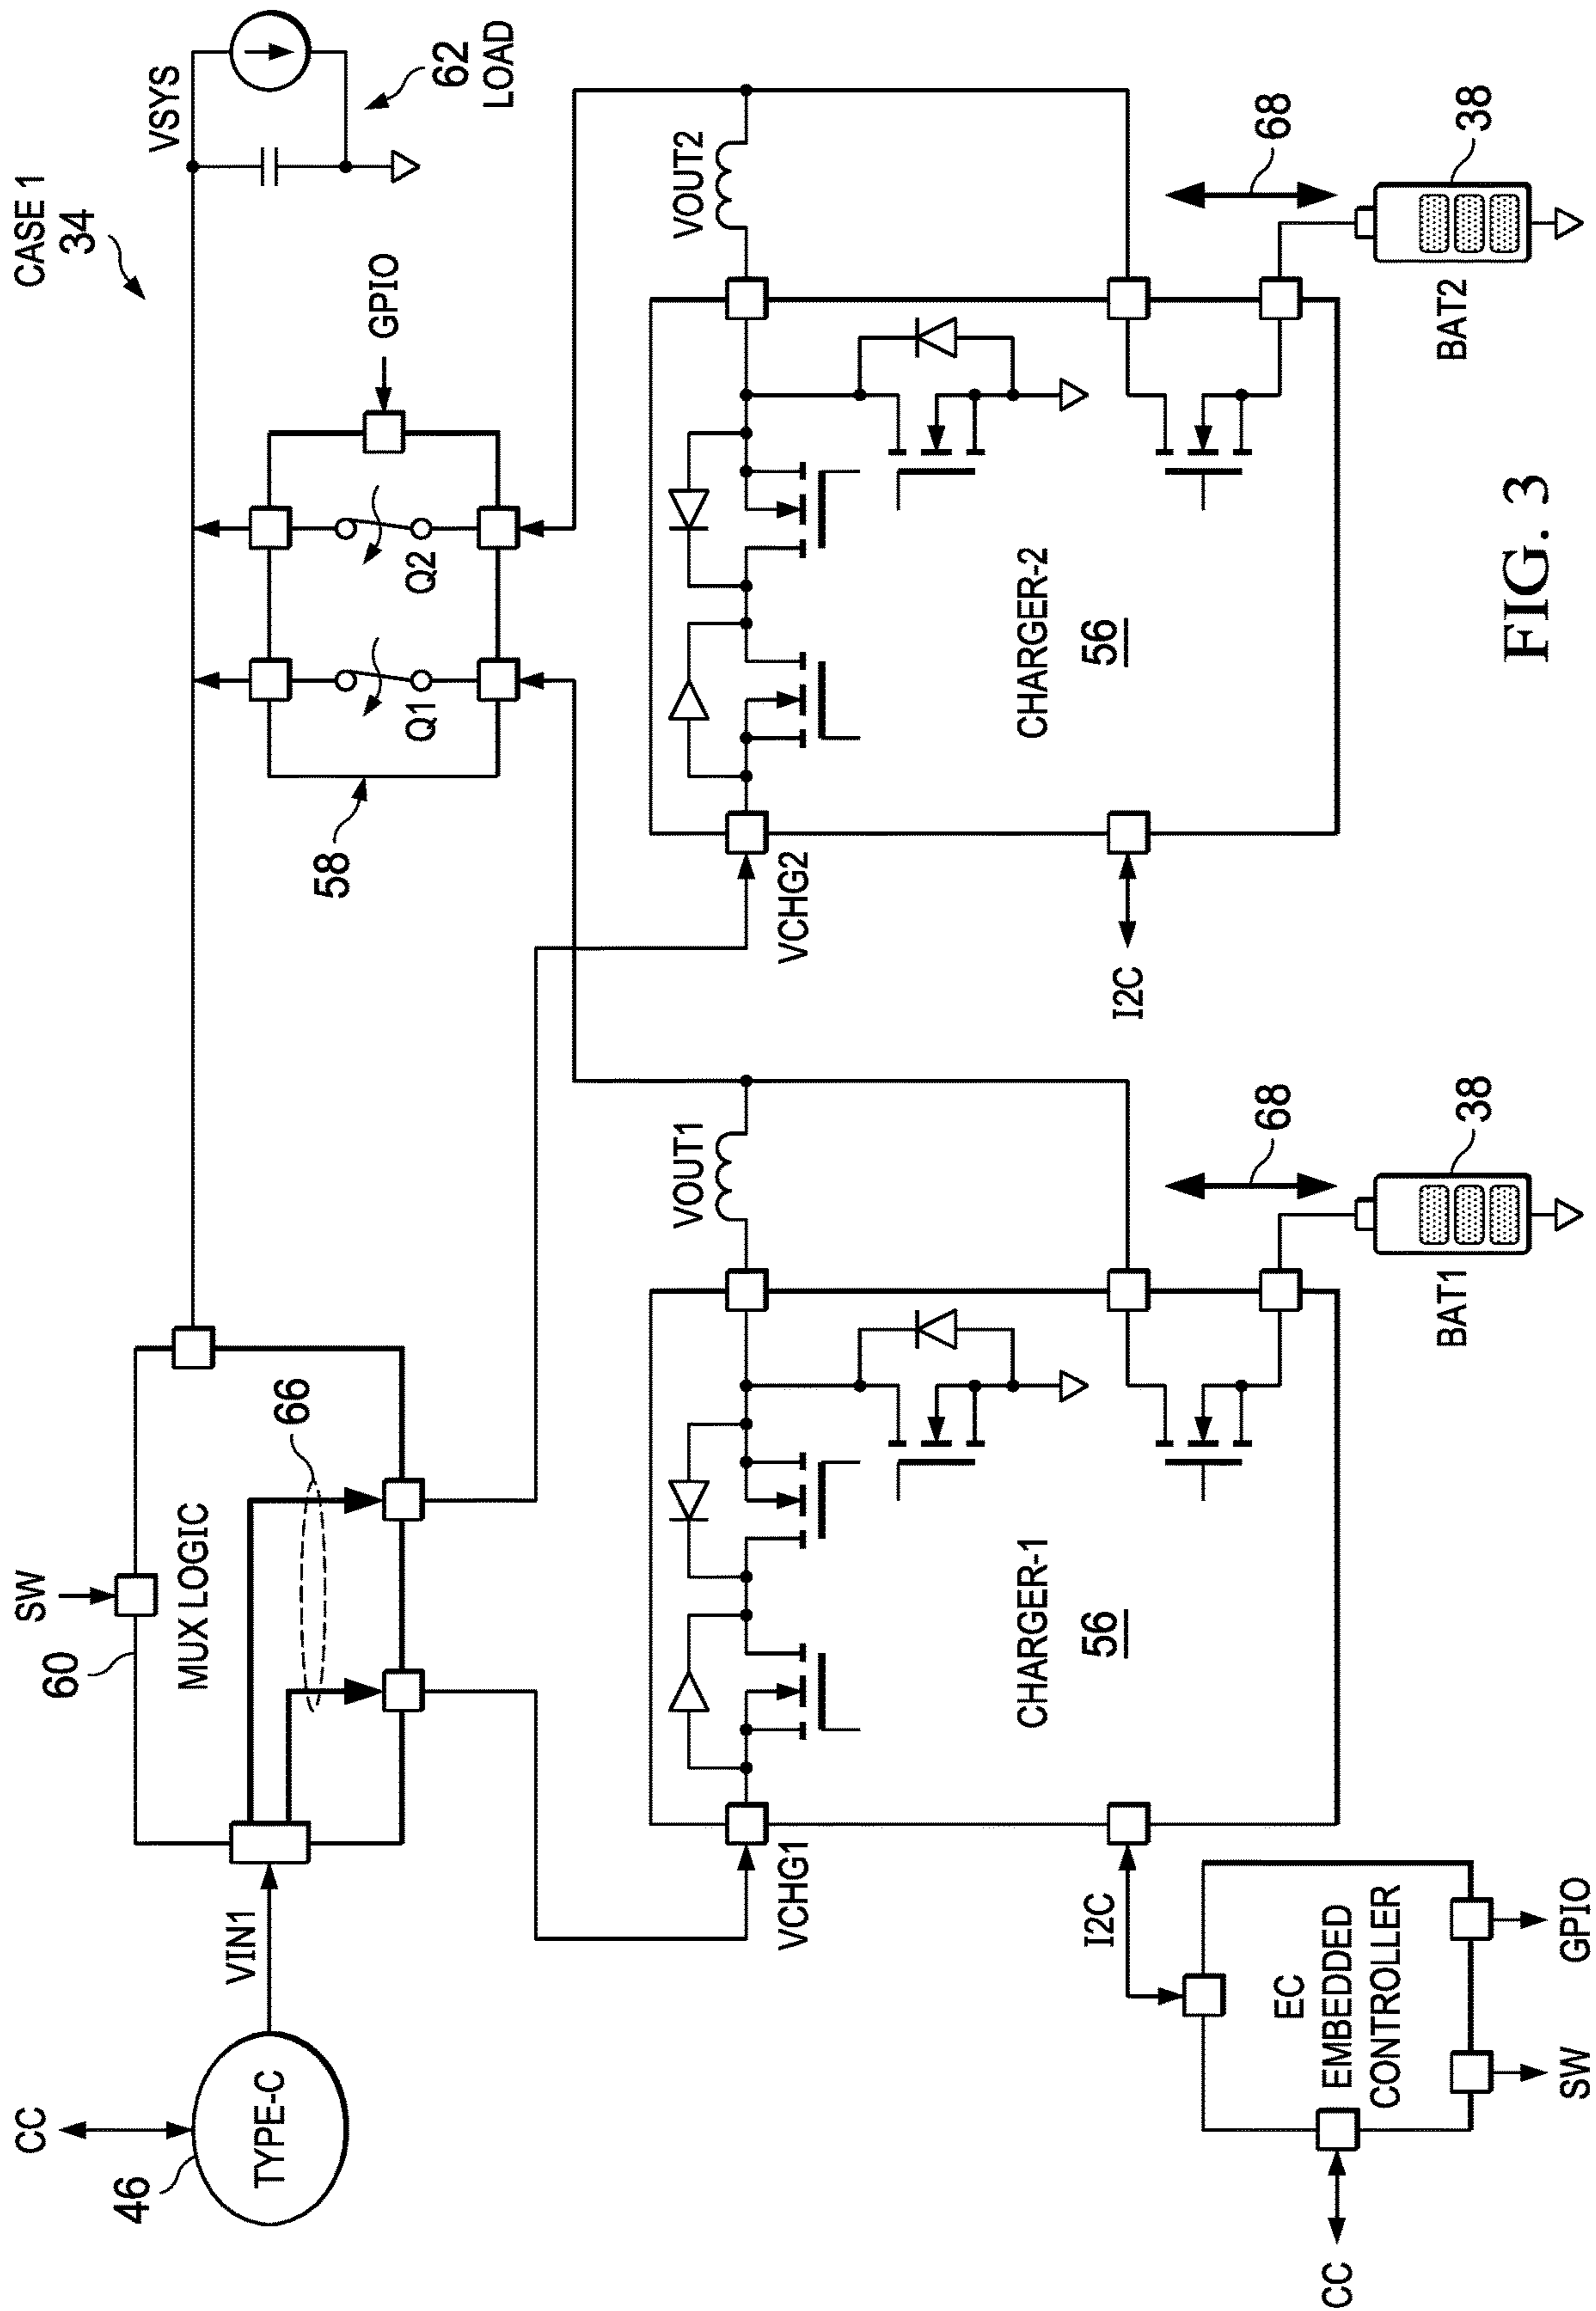 CASE 1
34
CC
46
TYPE-C
VIN1
SW
60
MUX LOGIC
66
VSYS
62
LOAD
58
Q1
Q2
GPIO
VCHG1
VOUT1
CHARGER-1
56
I2C
68
38
BAT1
VCHG2
VOUT2
CHARGER-2
56
I2C
68
38
BAT2
EC
EMBEDDED
CONTROLLER
CC
SW
GPIO
FIG. 3